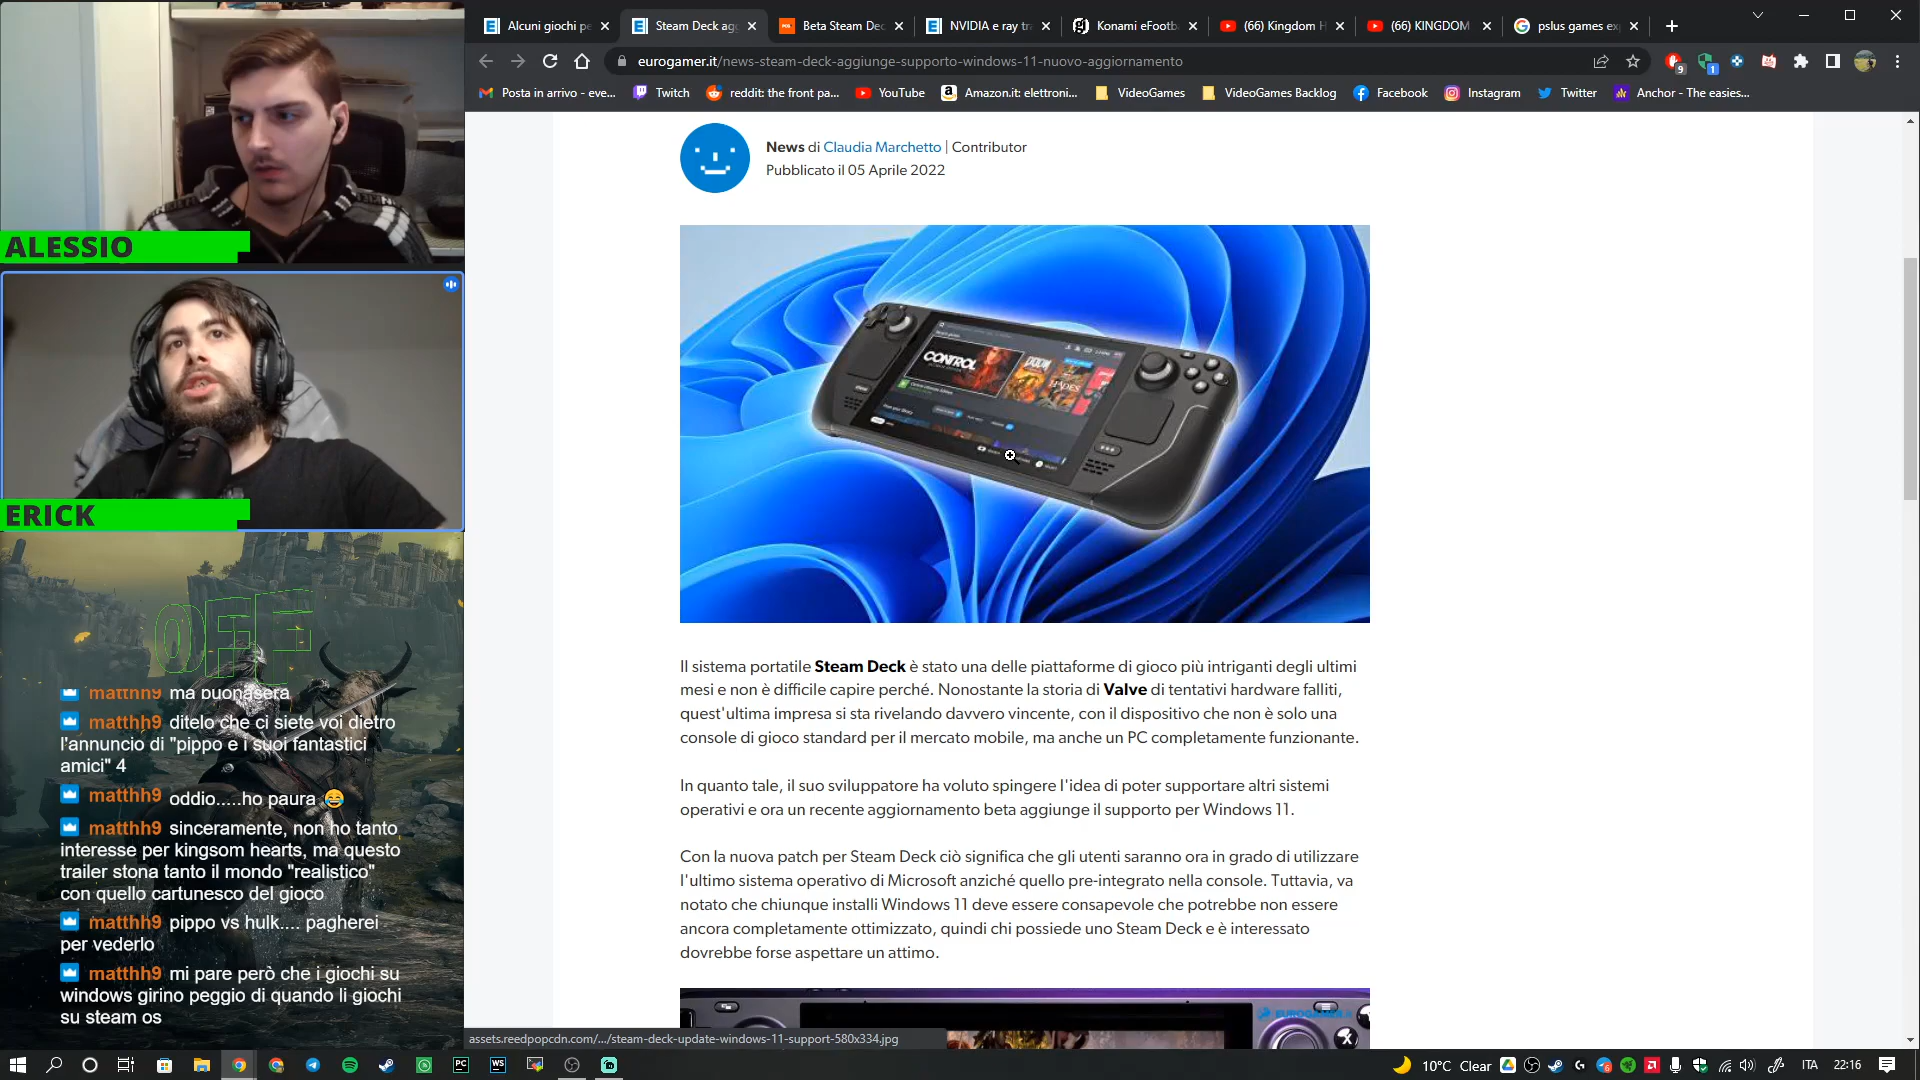 Alcuni giochi pe
Steam Deck agg
Beta Steam Dec
NVIDIA e ray tr
Konami eFootb
(66) Kingdom H
(66) KINGDOM
pslus games ex
eurogamer.it/news-steam-deck-aggiunge-supporto-windows-11-nuovo-aggiornamento
9
1
Posta in arrivo - eve...
Twitch
reddit: the front pa...
YouTube
Amazon.it: elettroni...
VideoGames
VideoGames Backlog
Facebook
Instagram
Twitter
Anchor - The easies...
ALESSIO
ERICK
OFF
matthh9 ma buonasera
matthh9 ditelo che ci siete voi dietro
l'annuncio di "pippo e i suoi fantastici
amici" 4
matthh9 oddio.....ho paura 😂
matthh9 sinceramente, non ho tanto
interesse per kingsom hearts, ma questo
trailer stona tanto il mondo "realistico"
con quello cartunesco del gioco
matthh9 pippo vs hulk.... pagherei
per vederlo
matthh9 mi pare però che i giochi su
windows girino peggio di quando li giochi
su steam os
News di Claudia Marchetto | Contributor
Pubblicato il 05 Aprile 2022
CONTROL
DOOM
HADES
Il sistema portatile Steam Deck è stato una delle piattaforme di gioco più intriganti degli ultimi
mesi e non è difficile capire perché. Nonostante la storia di Valve di tentativi hardware falliti,
quest'ultima impresa si sta rivelando davvero vincente, con il dispositivo che non è solo una
console di gioco standard per il mercato mobile, ma anche un PC completamente funzionante.
In quanto tale, il suo sviluppatore ha voluto spingere l'idea di poter supportare altri sistemi
operativi e ora un recente aggiornamento beta aggiunge il supporto per Windows 11.
Con la nuova patch per Steam Deck ciò significa che gli utenti saranno ora in grado di utilizzare
l'ultimo sistema operativo di Microsoft anziché quello pre-integrato nella console. Tuttavia, va
notato che chiunque installi Windows 11 deve essere consapevole che potrebbe non essere
ancora completamente ottimizzato, quindi chi possiede uno Steam Deck e è interessato
dovrebbe forse aspettare un attimo.
EUROGAMER.it
X
assets.reedpopcdn.com/.../steam-deck-update-windows-11-support-580x334.jpg
PC
WS
10°C Clear
ITA
22:16